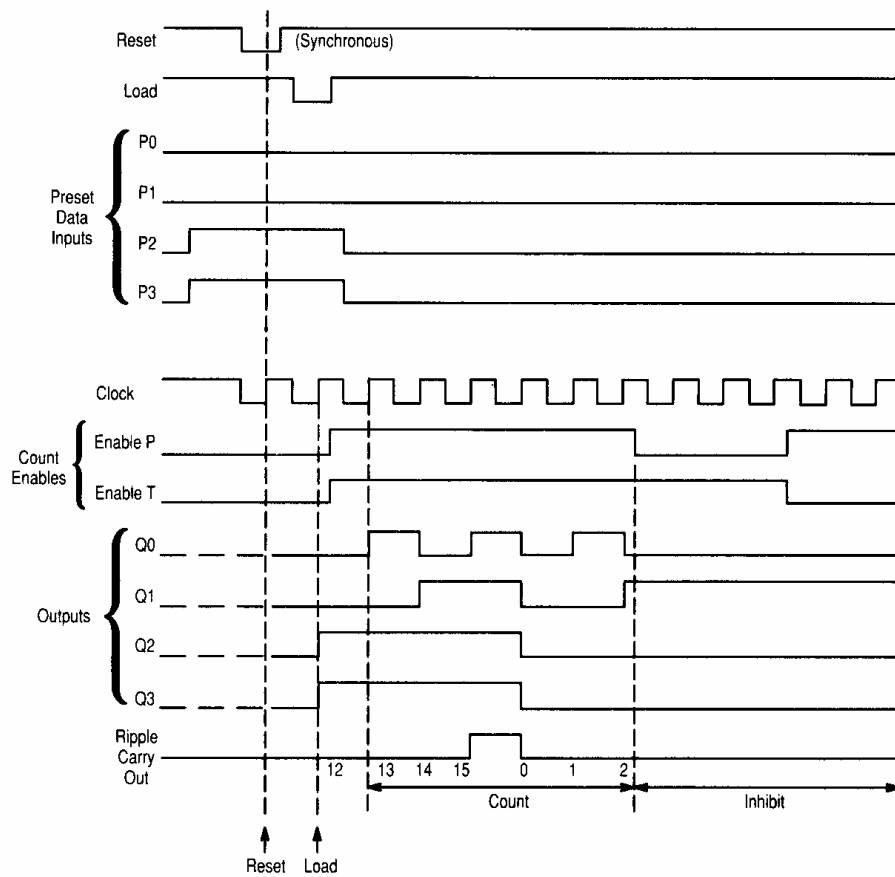 Reset
(Synchronous)
Load
P0
P1
Preset
Data
Inputs
P2
P3
Clock
Enable P
Count
Enables
Enable T
Q0
Q1
Outputs
Q2
Q3
Ripple
Carry
Out
12 13 14 15 0 1 2
Count Inhibit
Reset Load